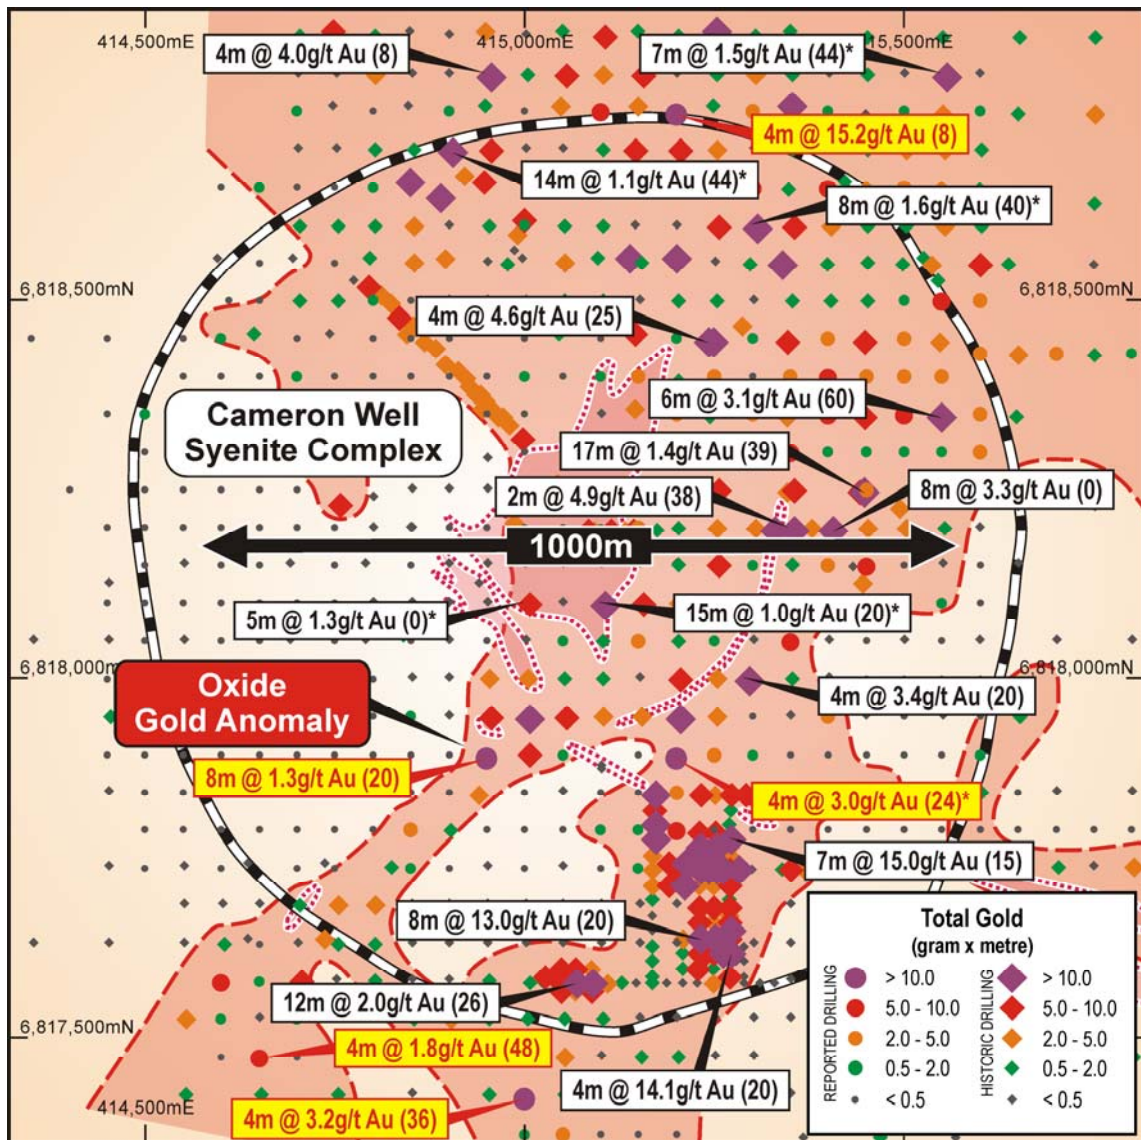 414,500mE
415,000mE
15,500mE
4m @ 4.0g/t Au (8)
7m @ 1.5g/t Au (44)*
4m @ 15.2g/t Au (8)
14m @ 1.1g/t Au (44)*
8m @ 1.6g/t Au (40)*
6,818,500mN
6,818,500mN
4m @ 4.6g/t Au (25)
Cameron Well
Syenite Complex
6m @ 3.1g/t Au (60)
17m @ 1.4g/t Au (39)
2m @ 4.9g/t Au (38)
8m @ 3.3g/t Au (0)
1000m
5m @ 1.3g/t Au (0)*
15m @ 1.0g/t Au (20)*
6,818,000m
6,818,000mN
Oxide
Gold Anomaly
4m @ 3.4g/t Au (20)
8m @ 1.3g/t Au (20)
4m @ 3.0g/t Au (24)*
7m @ 15.0g/t Au (15)
8m @ 13.0g/t Au (20)
12m @ 2.0g/t Au (26)
6,817,500mN
4m @ 1.8g/t Au (48)
4m @ 14.1g/t Au (20)
414,500mE
4m @ 3.2g/t Au (36)
Total Gold
(gram x metre)
REPORTED DRILLING
> 10.0
5.0 - 10.0
2.0 - 5.0
0.5 - 2.0
< 0.5
HISTORIC DRILLING
> 10.0
5.0 - 10.0
2.0 - 5.0
0.5 - 2.0
< 0.5